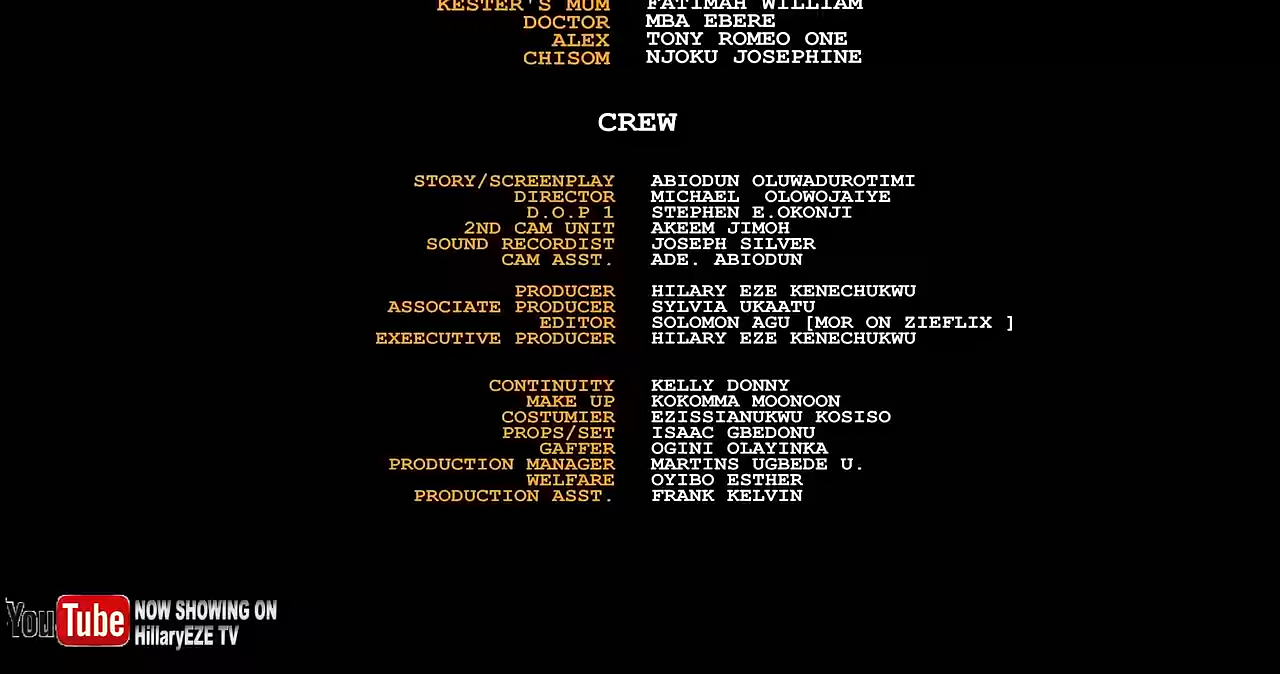 KESTER'S MUM FATIMAH WILLIAM
DOCTOR MBA EBERE
ALEX TONY ROMEO ONE
CHISOM NJOKU JOSEPHINE
CREW
STORY/SCREENPLAY ABIODUN OLUWADUROTIMI
DIRECTOR MICHAEL OLOWOJAIYE
D.O.P 1 STEPHEN E.OKONJI
2ND CAM UNIT AKEEM JIMOH
SOUND RECORDIST JOSEPH SILVER
CAM ASST. ADE. ABIODUN
PRODUCER HILARY EZE KENECHUKWU
ASSOCIATE PRODUCER SYLVIA UKAATU
EDITOR SOLOMON AGU [MOR ON ZIEFLIX ]
EXEECUTIVE PRODUCER HILARY EZE KENECHUKWU
CONTINUITY KELLY DONNY
MAKE UP KOKOMMA MOONOON
COSTUMIER EZISSIANUKWU KOSISO
PROPS/SET ISAAC GBEDONU
GAFFER OGINI OLAYINKA
PRODUCTION MANAGER MARTINS UGBEDE U.
WELFARE OYIBO ESTHER
PRODUCTION ASST. FRANK KELVIN
YouTube NOW SHOWING ON
HillaryEZE TV